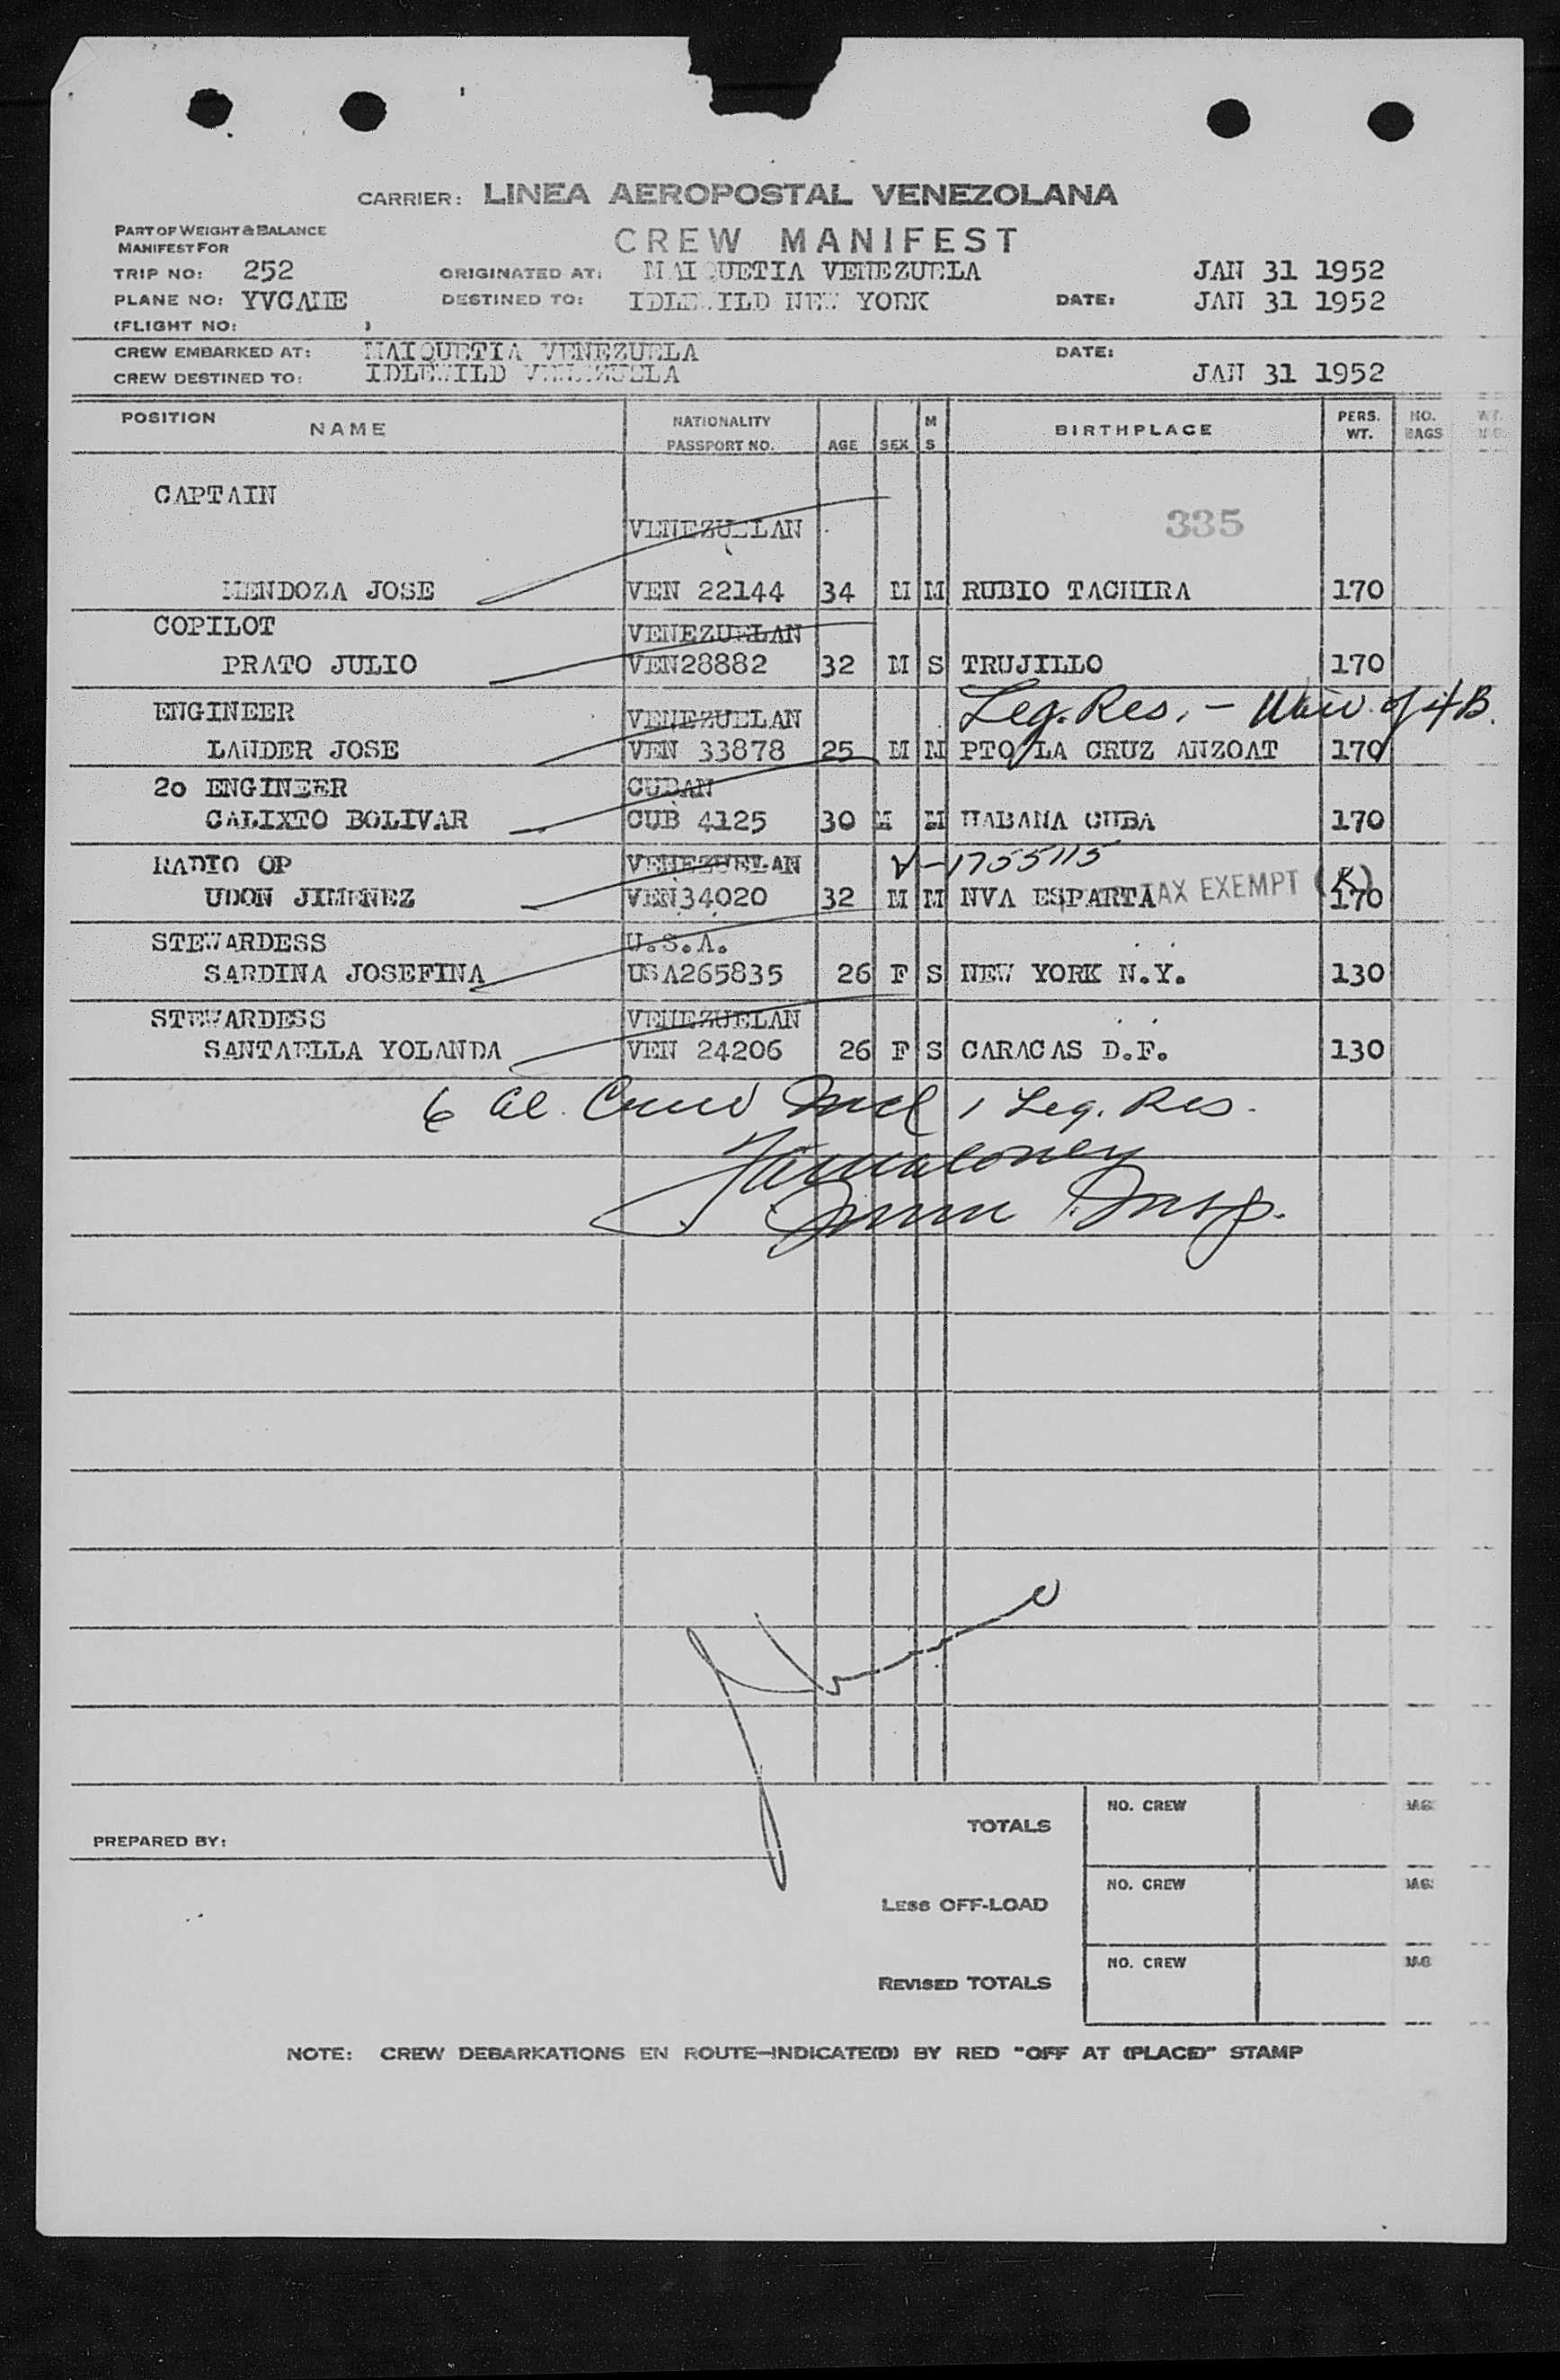 CARRIER: LINEA AEROPOSTAL VENEZOLANA
PART OF WEIGHT & BALANCE
MANIFEST FOR
CREW MANIFEST
TRIP NO: 252 ORIGINATED AT: MAIQUETIA VENEZUELA JAN 31 1952
PLANE NO: YVCAME DESTINED TO: IDLEWILD NEW YORK DATE: JAN 31 1952
(FLIGHT NO: )
CREW EMBARKED AT: MAIQUETIA VENEZUELA DATE:
CREW DESTINED TO: IDLEWILD VENEZUELA JAN 31 1952
POSITION NAME NATIONALITY PASSPORT NO. AGE SEX M S BIRTHPLACE PERS. WT. NO. BAGS WT.
CAPTAIN
VENEZUELAN 335
MENDOZA JOSE VEN 22144 34 M M RUBIO TACHIRA 170
COPILOT VENEZUELAN
PRATO JULIO VEN28882 32 M S TRUJILLO 170
ENGINEER VENEZUELAN Leg. Res. - Waiv. of 4B.
LANDER JOSE VEN 33878 25 M M PTO LA CRUZ ANZOAT 170
2o ENGINEER CUBAN
CALIXTO BOLIVAR CUB 4125 30 M M HABANA CUBA 170
RADIO OP VENEZUELAN V-1755115
UDON JIMENEZ VEN34020 32 M M NVA ESPARTA TAX EXEMPT (K) 170
STEWARDESS U.S.A.
SARDINA JOSEFINA USA265835 26 F S NEW YORK N.Y. 130
STEWARDESS VENEZUELAN
SANTAELLA YOLANDA VEN 24206 26 F S CARACAS D.F. 130
6 al. Crew Incl 1 Leg. Res.
Imm Insp.
TOTALS NO. CREW
PREPARED BY:
LESS OFF-LOAD NO. CREW
REVISED TOTALS NO. CREW
NOTE: CREW DEBARKATIONS EN ROUTE—INDICATE(D) BY RED "OFF AT (PLACE)" STAMP